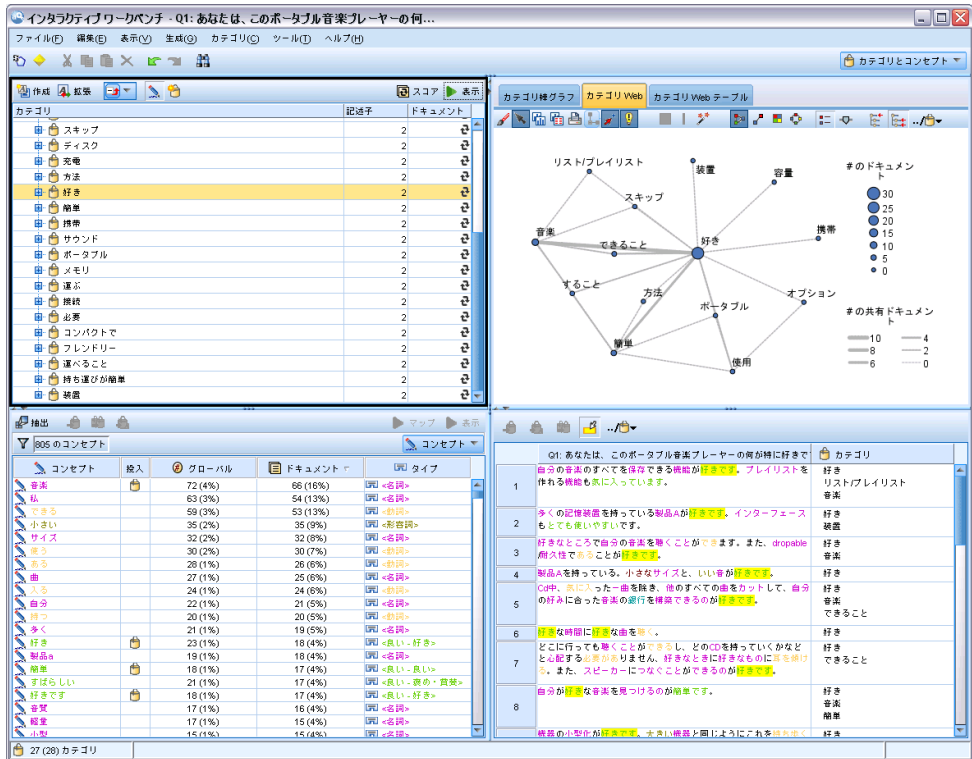 インタラクティブ ワークベンチ - Q1: あなたは、このポータブル音楽プレーヤーの何...
ファイル(F) 編集(E) 表示(V) 生成(G) カテゴリ(C) ツール(T) ヘルプ(H)
カテゴリとコンセプト
作成 拡張 スコア 表示
カテゴリ 記述子 ドキュメント
スキップ 2
ディスク 2
充電 2
方法 2
好き 2
簡単 2
携帯 2
サウンド 2
ポータブル 2
メモリ 2
運ぶ 2
接続 2
必要 2
コンパクトで 2
フレンドリー 2
運べること 2
持ち運びが簡単 2
装置 2
カテゴリ棒グラフ カテゴリ Web カテゴリ Web テーブル
../
リスト/プレイリスト
装置
容量
スキップ
音楽
できること
好き
携帯
すること
方法
ポータブル
オプション
簡単
使用
#のドキュメント
30
25
20
15
10
5
0
#の共有ドキュメント
10 4
8 2
6 0
抽出 マップ 表示
805 のコンセプト コンセプト
コンセプト 投入 グローバル ドキュメント タイプ
音楽 72 (4%) 66 (16%) <名詞>
私 63 (3%) 54 (13%) <名詞>
できる 59 (3%) 53 (13%) <動詞>
小さい 35 (2%) 35 (9%) <形容詞>
サイズ 32 (2%) 32 (8%) <名詞>
使う 30 (2%) 30 (7%) <動詞>
ある 28 (1%) 26 (6%) <動詞>
曲 27 (1%) 25 (6%) <名詞>
入る 24 (1%) 24 (6%) <動詞>
自分 22 (1%) 21 (5%) <名詞>
持つ 20 (1%) 20 (5%) <動詞>
多く 21 (1%) 19 (5%) <名詞>
好き 23 (1%) 18 (4%) <良い - 好き>
製品a 19 (1%) 18 (4%) <名詞>
簡単 18 (1%) 17 (4%) <良い - 良い>
すばらしい 21 (1%) 17 (4%) <良い - 褒め・賞賛>
好きです 18 (1%) 17 (4%) <良い - 好き>
音質 17 (1%) 16 (4%) <名詞>
軽量 17 (1%) 15 (4%) <名詞>
小型 15 (1%) 15 (4%) <名詞>
../
Q1: あなたは、このポータブル音楽プレーヤーの何が特に好きで カテゴリ
1 自分の音楽のすべてを保存できる機能が好きです。プレイリストを 好き
作れる機能も気に入っています。 リスト/プレイリスト
音楽
2 多くの記憶装置を持っている製品Aが好きです。インターフェース 好き
もとても使いやすいです。 装置
3 好きなところで自分の音楽を聴くことができます。また、dropable 好き
/耐久性であることが好きです。 音楽
4 製品Aを持っている。小さなサイズと、いい音が好きです。 好き
5 Cd中、気に入った一曲を除き、他のすべての曲をカットして、自分 好き
の好みに合った音楽の銀行を構築できるのが好きです。 音楽
できること
6 好きな時間に好きな曲を聴く。 好き
7 どこに行っても聴くことができるし、どのCDを持っていくかなど 好き
と心配する必要がありません、好きなときに好きなものに耳を傾け できること
る。また、スピーカーにつなぐことができるのが好きです。
8 自分が好きな音楽を見つけるのが簡単です。 好き
音楽
簡単
機器の小型化が好きです。大きい機器と同じようにこれを持ち歩く 好き
27 (28) カテゴリ